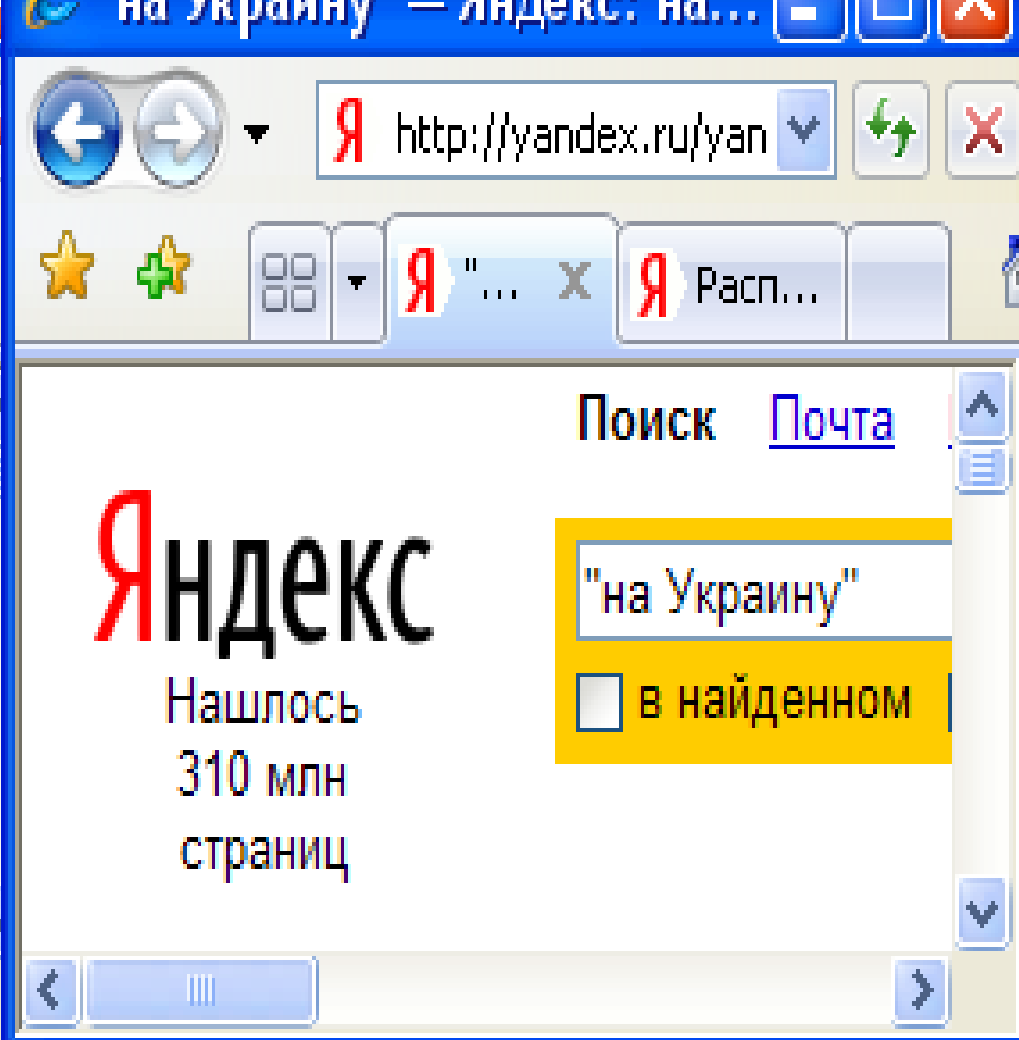 на Украину" — Яндекс: на...
Я http://yandex.ru/yan
Я "... Я Расп...
Поиск Почта
Яндекс
"на Украину"
в найденном
Нашлось
310 млн
страниц